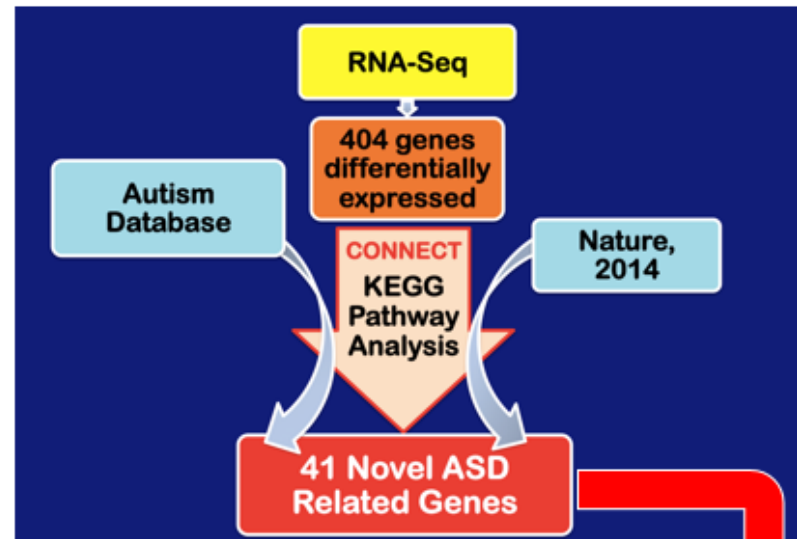 RNA-Seq
404 genes
differentially
expressed
Autism
Database
CONNECT
KEGG
Pathway
Analysis
Nature,
2014
41 Novel ASD
Related Genes